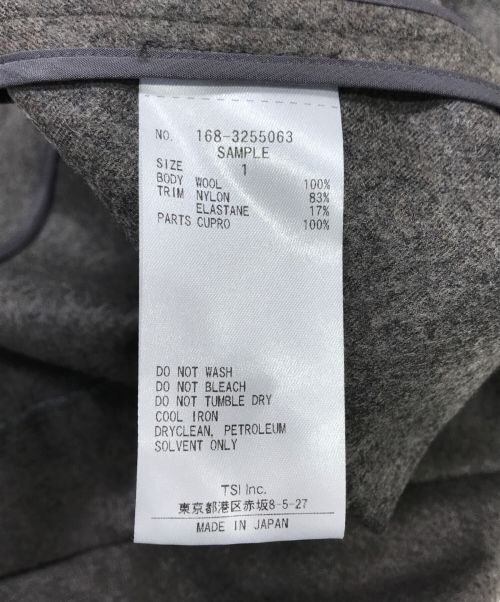 NO. 168-3255063
SAMPLE
SIZE 1
BODY WOOL 100%
TRIM NYLON 83%
ELASTANE 17%
PARTS CUPRO 100%
DO NOT WASH
DO NOT BLEACH
DO NOT TUMBLE DRY
COOL IRON
DRYCLEAN, PETROLEUM
SOLVENT ONLY
TSI Inc.
東京都港区赤坂8-5-27
MADE IN JAPAN